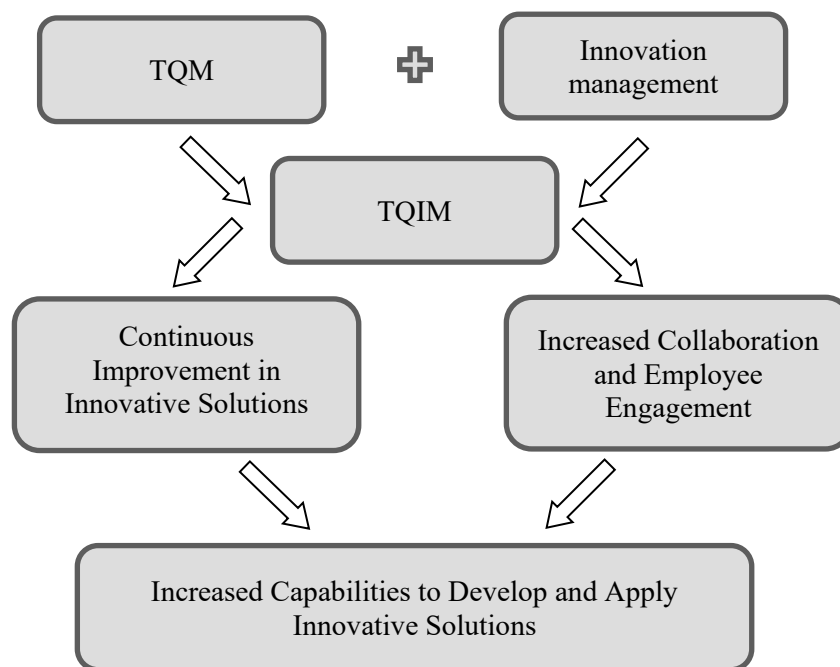 TQM
Innovation
management
TQIM
Continuous
Improvement in
Innovative Solutions
Increased Collaboration
and Employee
Engagement
Increased Capabilities to Develop and Apply
Innovative Solutions